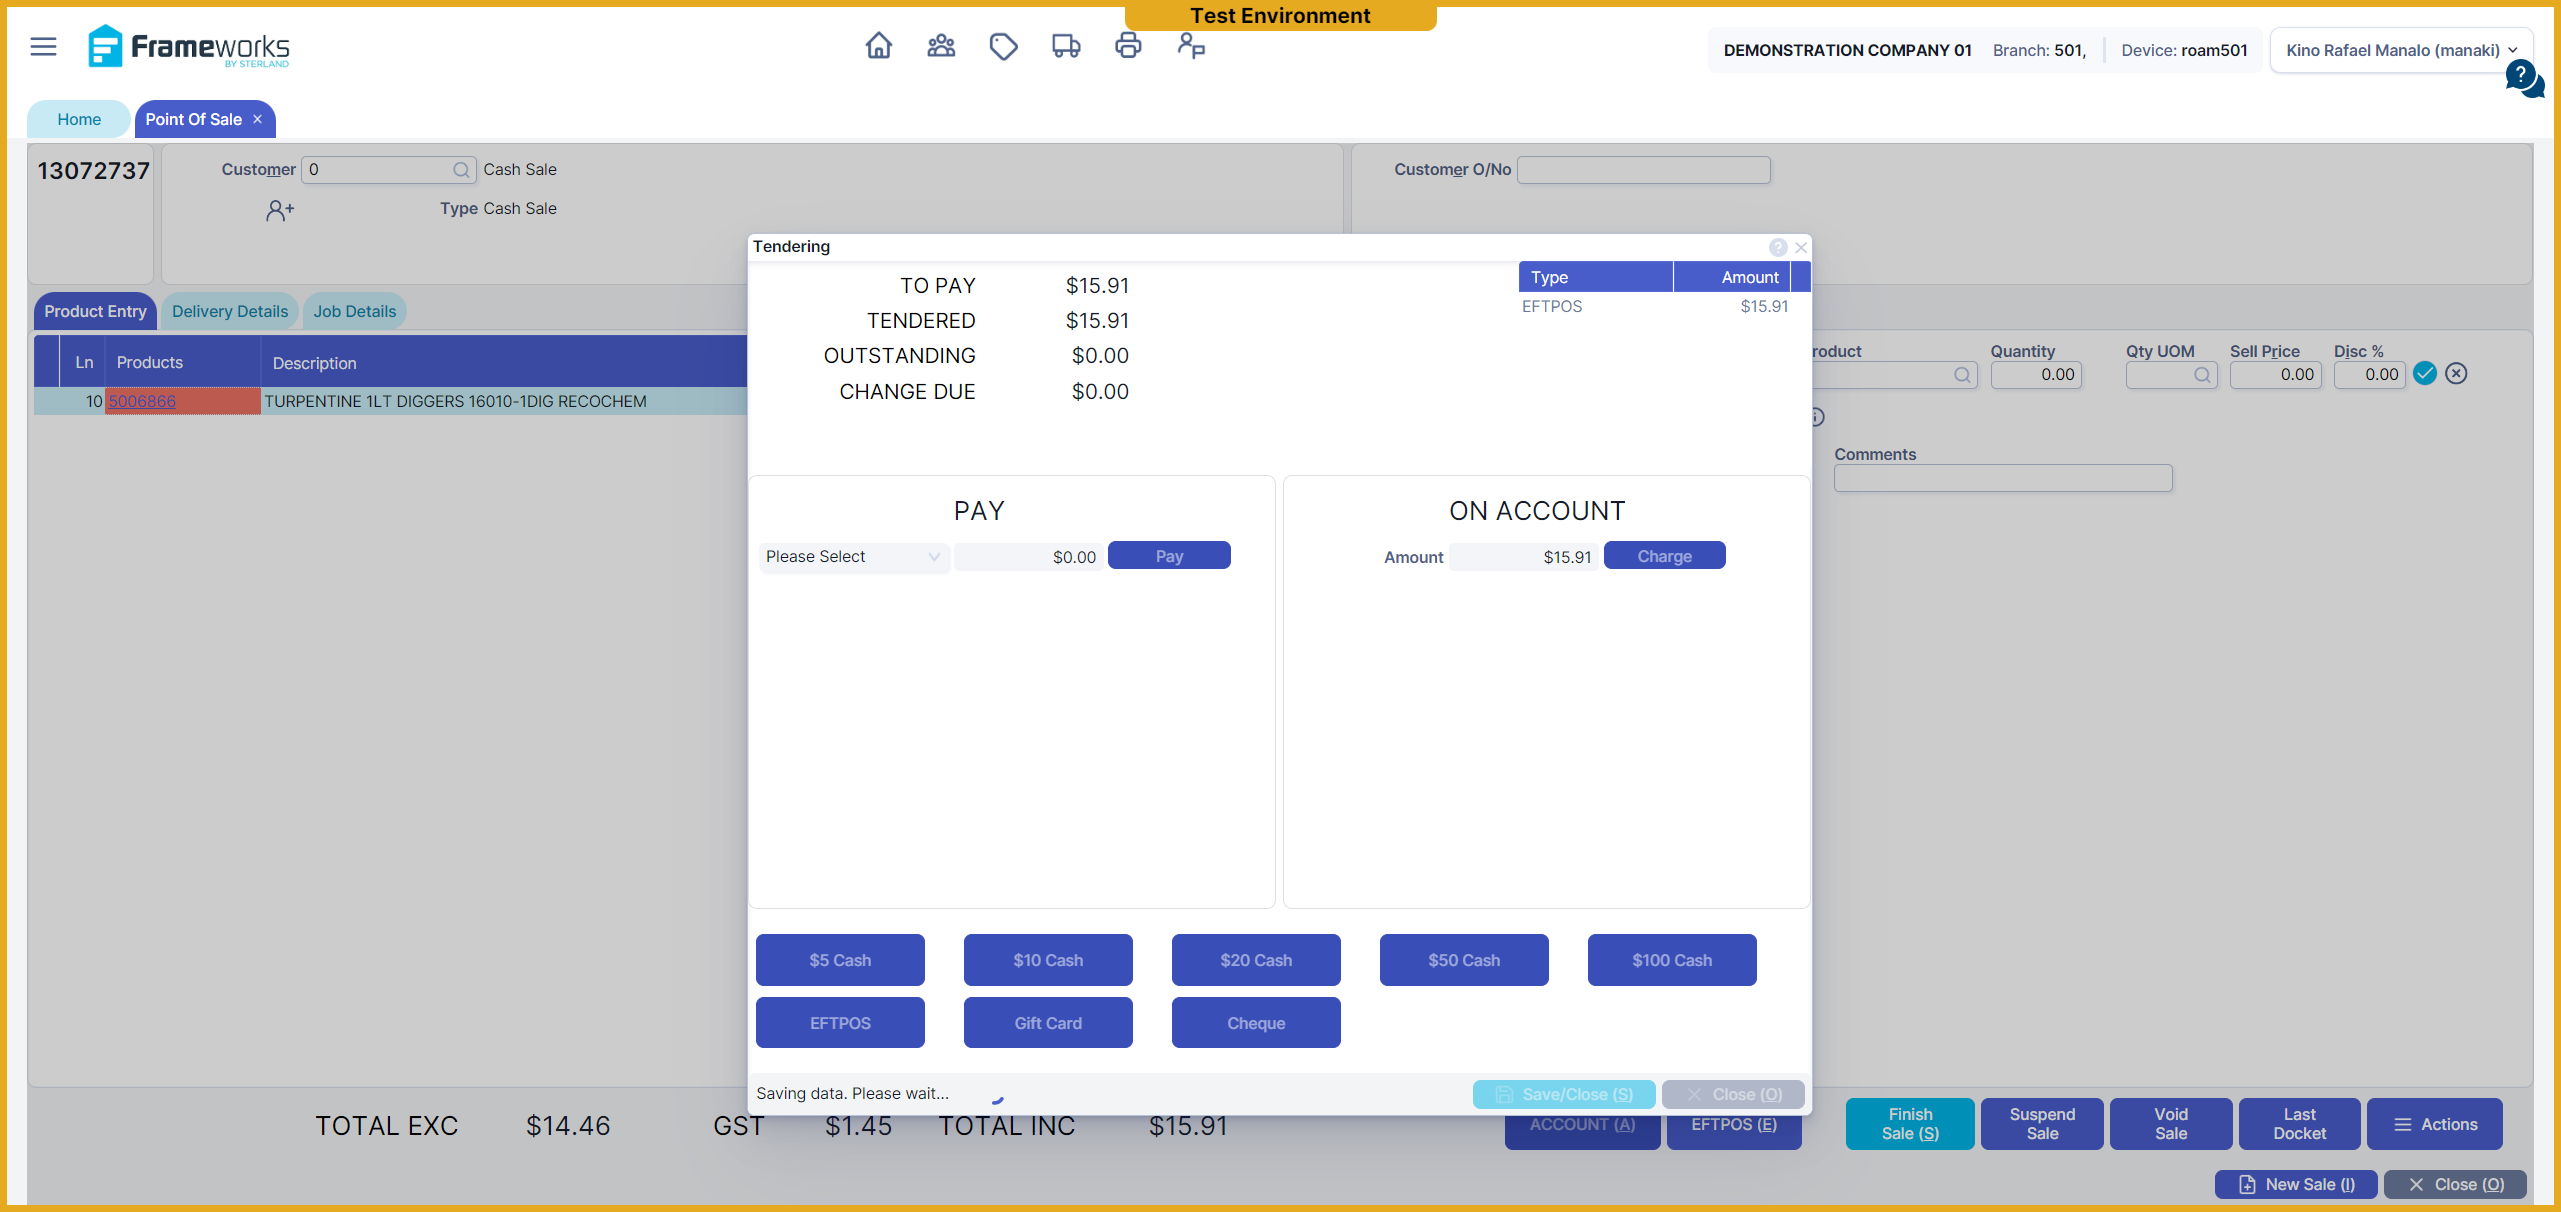 Test Environment
Frameworks
BY STERLAND
DEMONSTRATION COMPANY 01 Branch: 501, Device: roam501 Kino Rafael Manalo (manaki)
Home Point Of Sale
13072737 Customer 0 Cash Sale Customer O/No
Type Cash Sale
Tendering
TO PAY $15.91
TENDERED $15.91
OUTSTANDING $0.00
CHANGE DUE $0.00
Type Amount
EFTPOS $15.91
Product Entry Delivery Details Job Details
Ln Products Description
10 5006866 TURPENTINE 1LT DIGGERS 16010-1DIG RECOCHEM
roduct Quantity Qty UOM Sell Price Disc %
0.00 0.00 0.00
Comments
PAY
Please Select $0.00 Pay
ON ACCOUNT
Amount $15.91 Charge
$5 Cash $10 Cash $20 Cash $50 Cash $100 Cash
EFTPOS Gift Card Cheque
Saving data. Please wait... Save/Close (S) Close (O)
TOTAL EXC $14.46 GST $1.45 TOTAL INC $15.91
ACCOUNT (A) EFTPOS (E)
Finish Sale (S)
Suspend Sale
Void Sale
Last Docket
Actions
New Sale (I) Close (O)